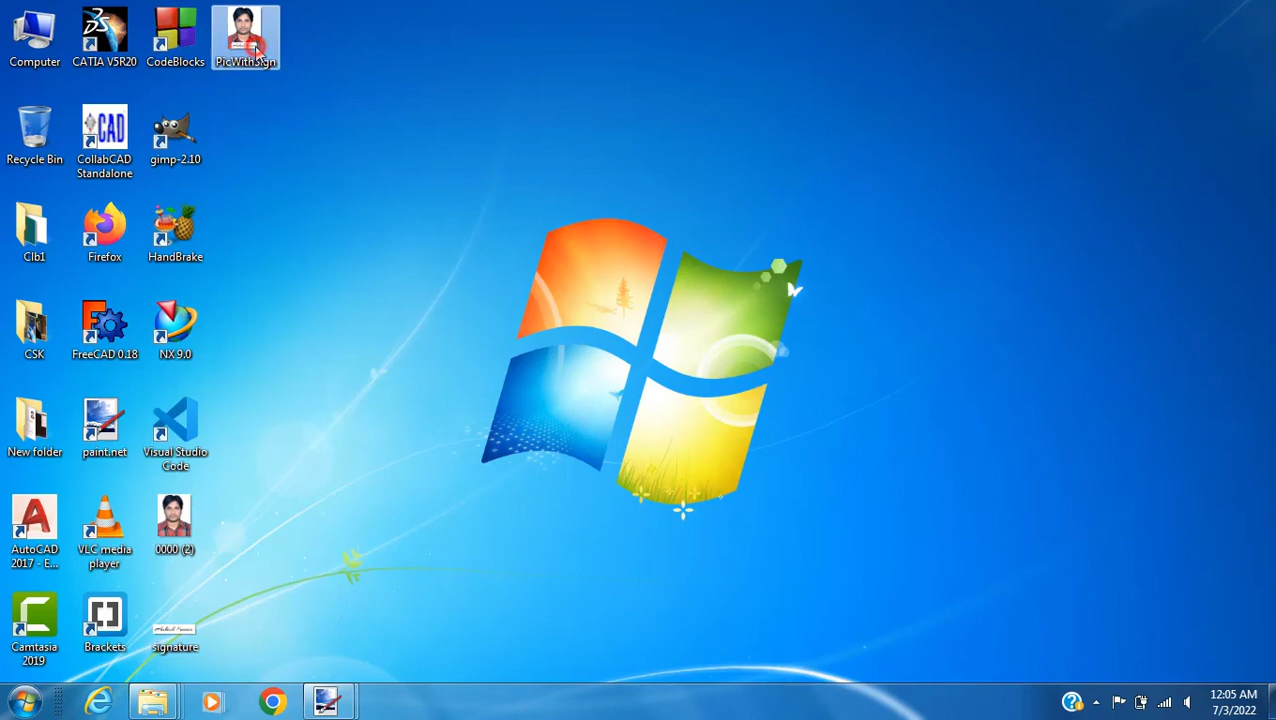 Computer
CATIA V5R20
CodeBlocks
PicWithSign
Recycle Bin
CollabCAD
Standalone
gimp-2.10
Clb1
Firefox
HandBrake
CSK
FreeCAD 0.18
NX 9.0
New folder
paint.net
Visual Studio
Code
AutoCAD
2017 - E...
VLC media
player
0000 (2)
Camtasia
2019
Brackets
signature
12:05 AM
7/3/2022